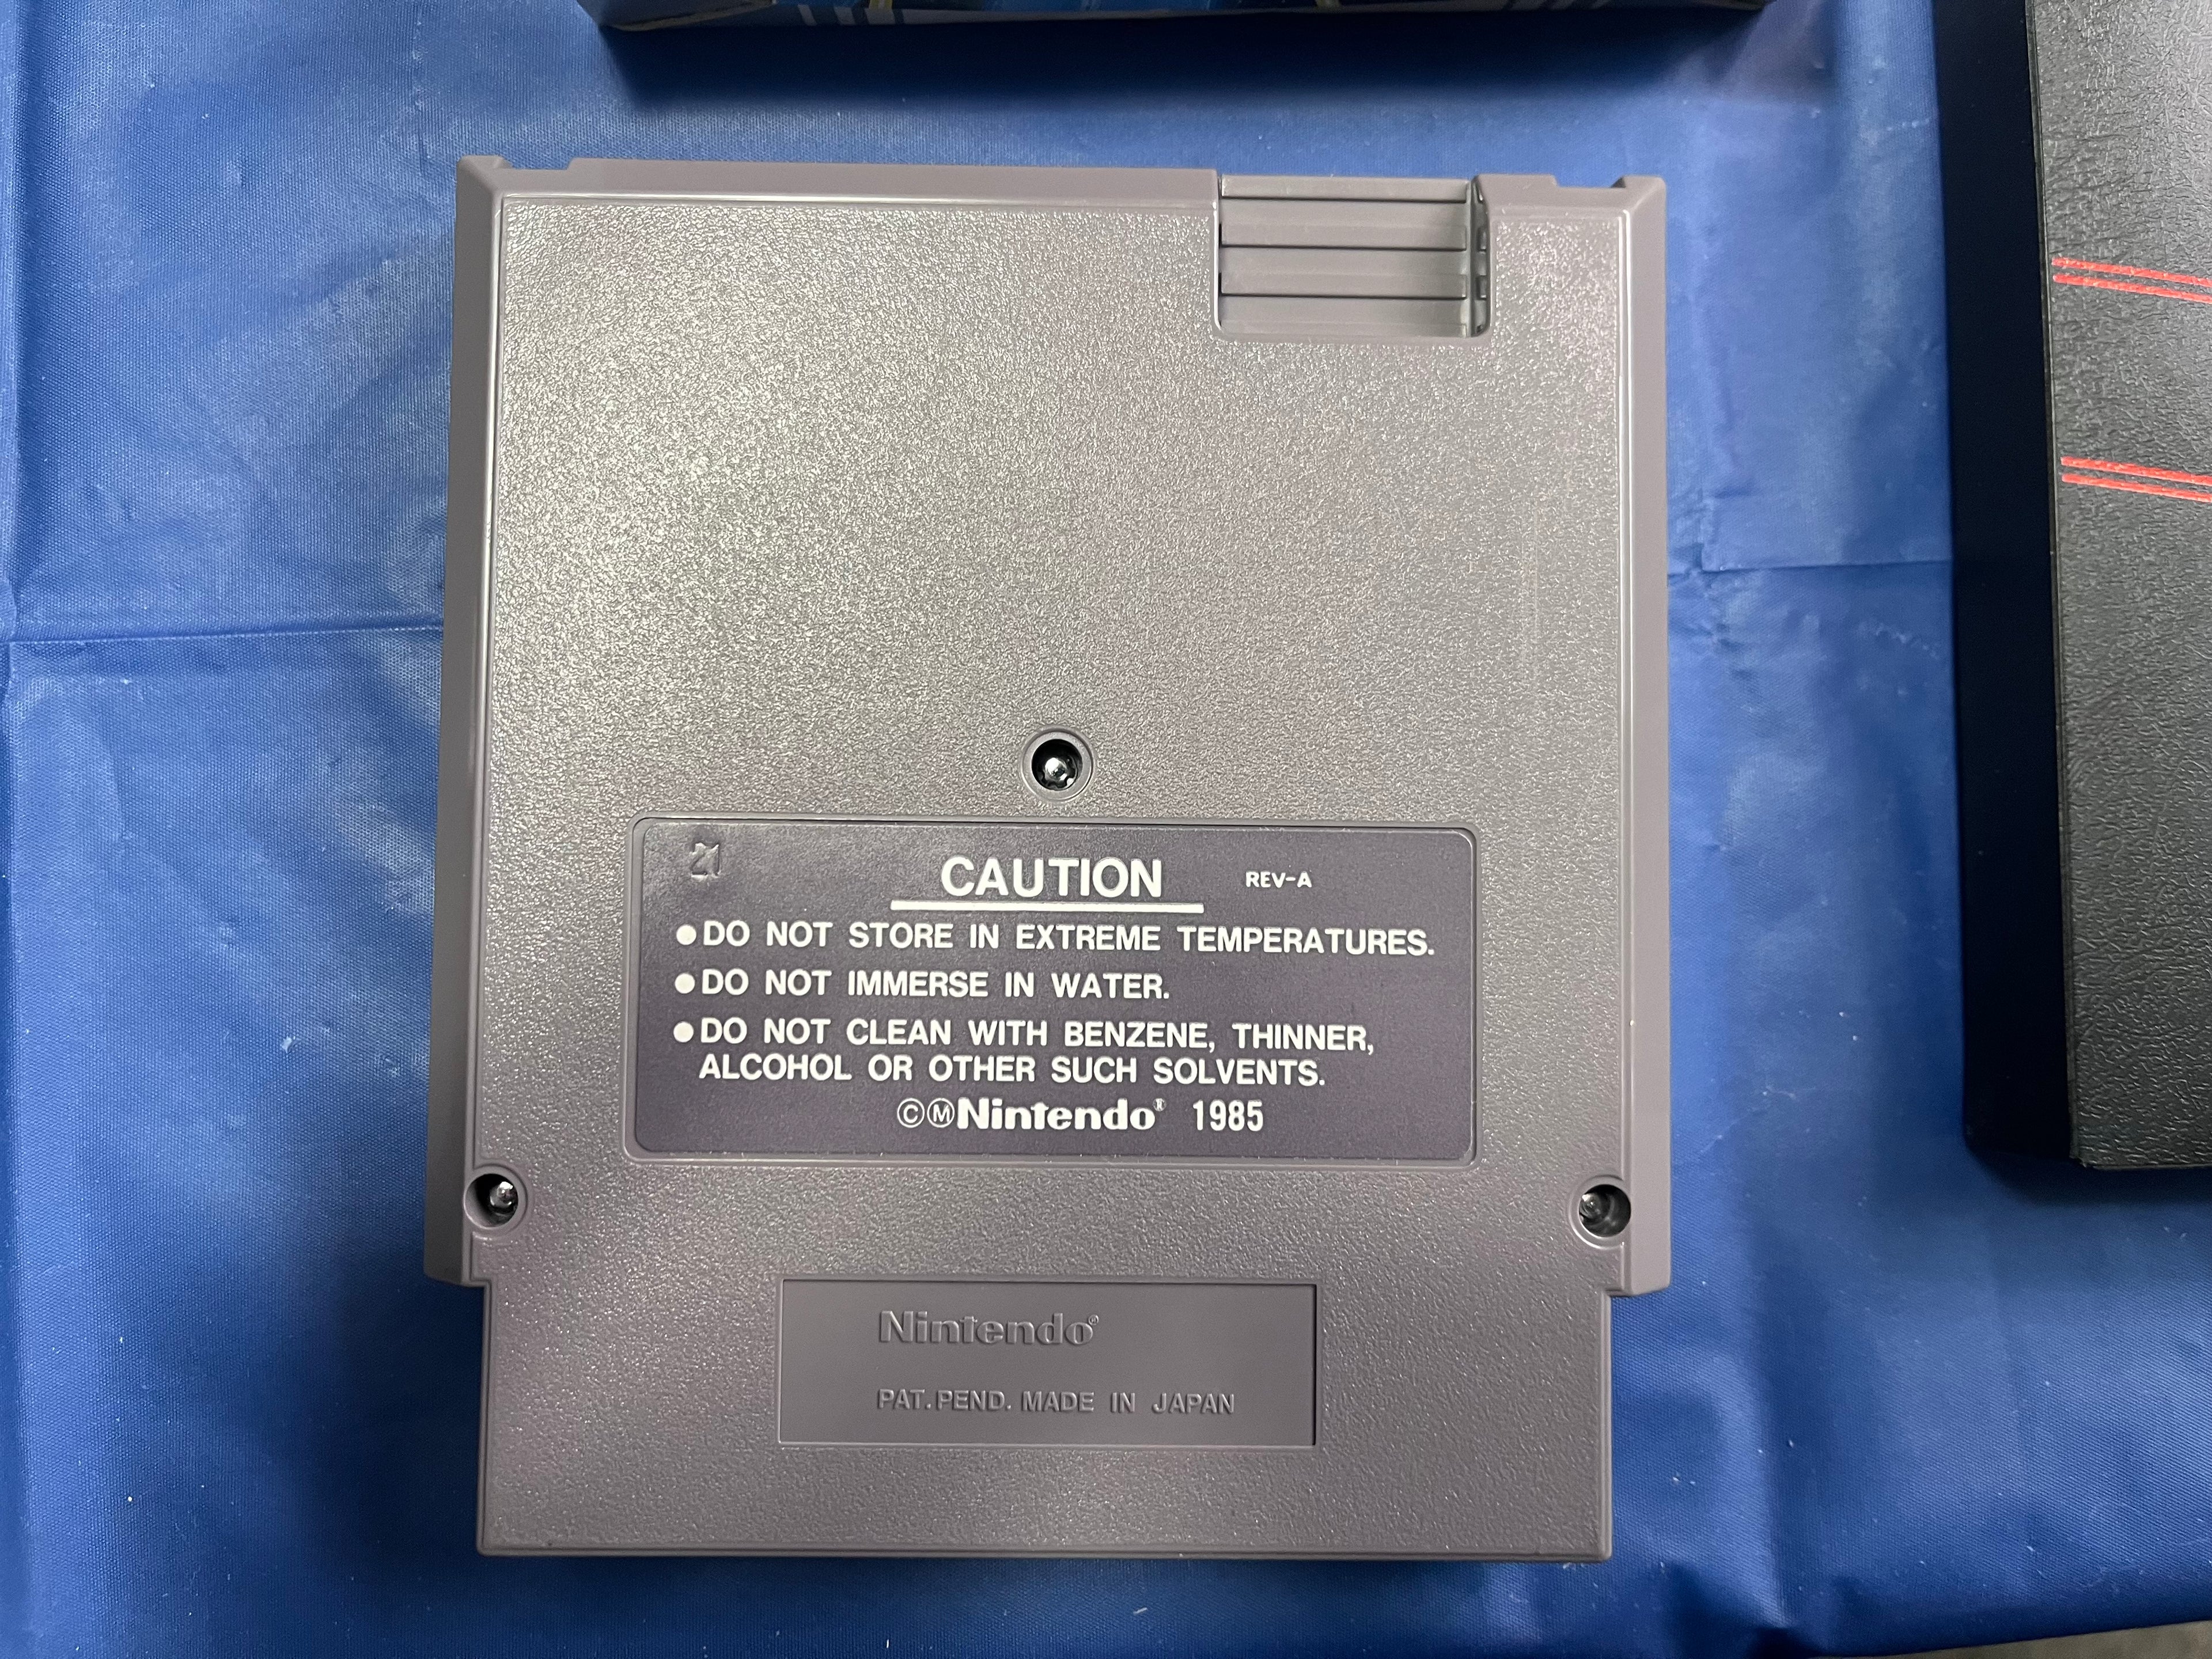 21
CAUTION REV-A
●DO NOT STORE IN EXTREME TEMPERATURES.
●DO NOT IMMERSE IN WATER.
●DO NOT CLEAN WITH BENZENE, THINNER,
ALCOHOL OR OTHER SUCH SOLVENTS.
©ⓂNintendo® 1985
Nintendo®
PAT. PEND. MADE IN JAPAN